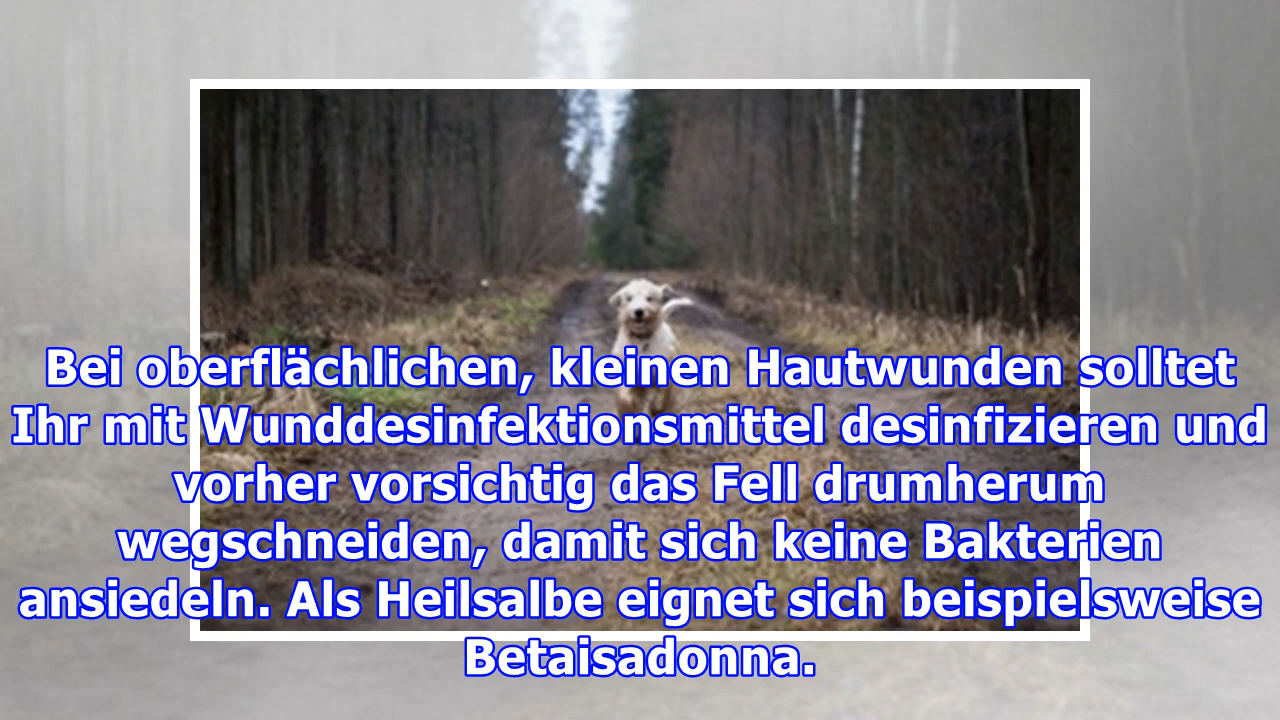 Bei oberflächlichen, kleinen Hautwunden solltet
Ihr mit Wunddesinfektionsmittel desinfizieren und
vorher vorsichtig das Fell drumherum
wegschneiden, damit sich keine Bakterien
ansiedeln. Als Heilsalbe eignet sich beispielsweise
Betaisadonna.